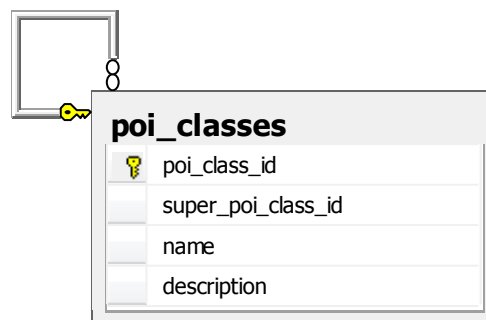 poi_classes
poi_class_id
super_poi_class_id
name
description